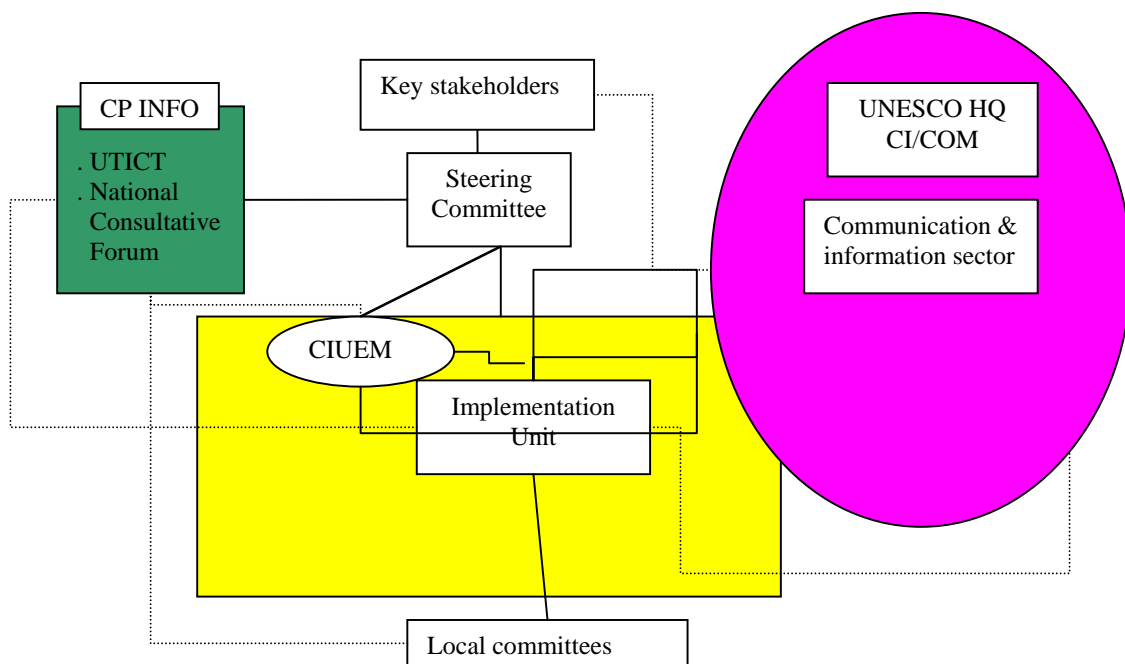 CP INFO
. UTICT
. National
Consultative
Forum
Key stakeholders
Steering
Committee
UNESCO HQ
CI/COM
Communication &
information sector
CIUEM
Implementation
Unit
Local committees